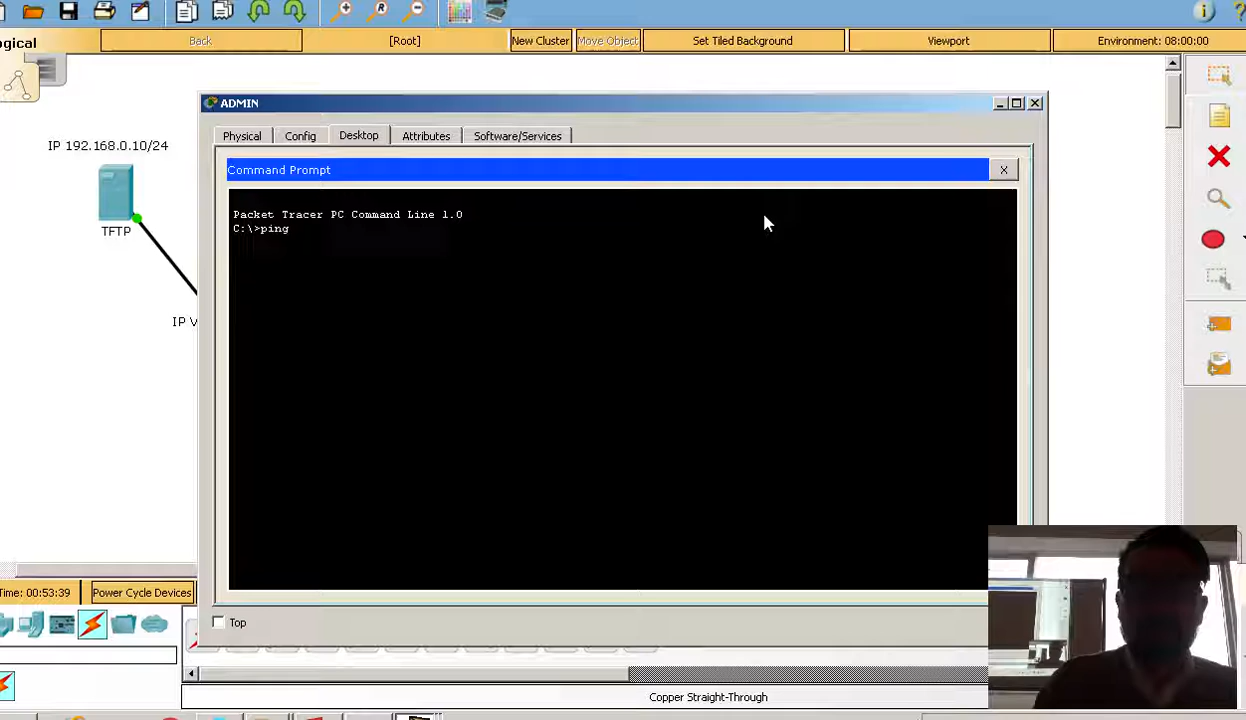 gical
Back
[Root]
New Cluster
Move Object
Set Tiled Background
Viewport
Environment: 08:00:00
ADMIN
Physical
Config
Desktop
Attributes
Software/Services
IP 192.168.0.10/24
Command Prompt
X
Packet Tracer PC Command Line 1.0
C:\>ping
TFTP
IP V
Time: 00:53:39
Power Cycle Devices
Top
Copper Straight-Through